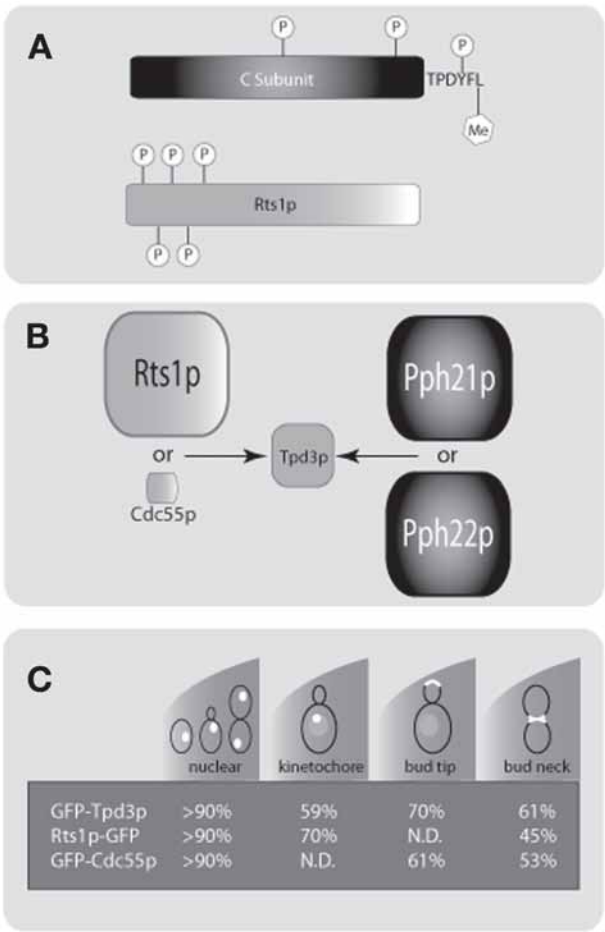 A
P P P
C Subunit TPDYFL
Me
P P P
Rts1p
P P
B
Rts1p Pph21p
or Tpd3p or
Cdc55p
Pph22p
C
nuclear kinetochore bud tip bud neck
GFP-Tpd3p >90% 59% 70% 61%
Rts1p-GFP >90% 70% N.D. 45%
GFP-Cdc55p >90% N.D. 61% 53%